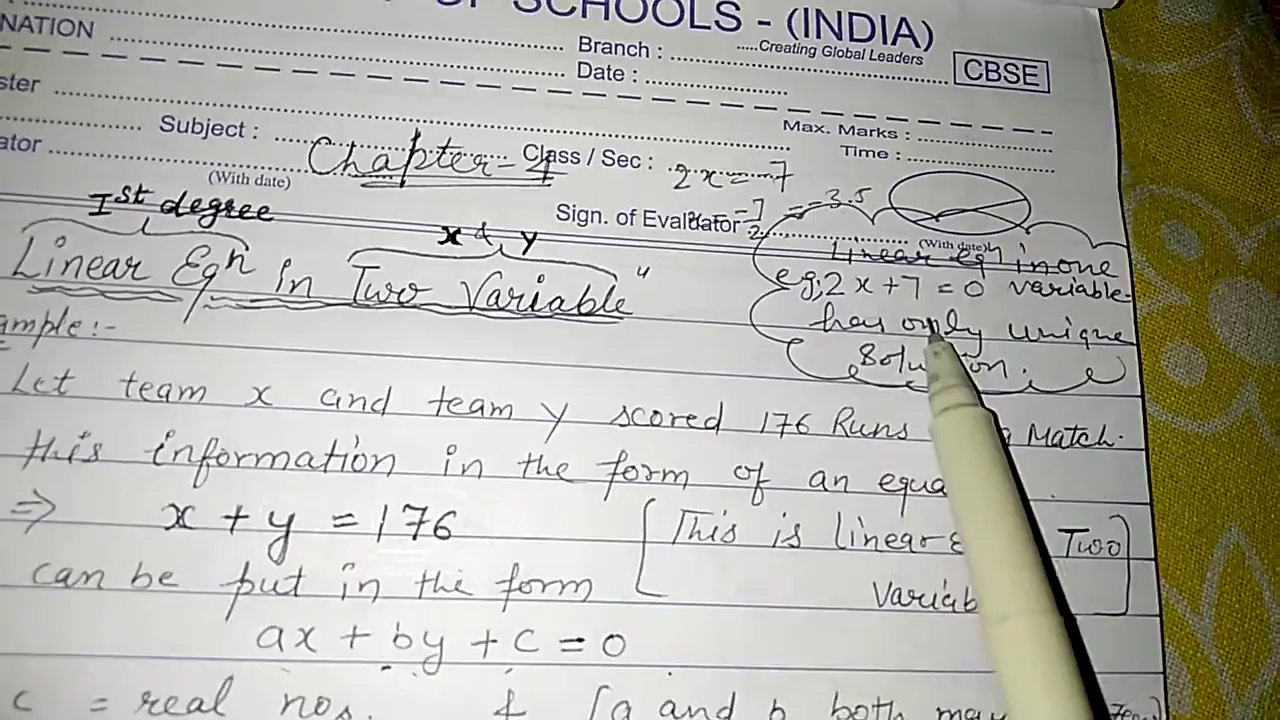 SCHOOLS - (INDIA)
.....Creating Global Leaders
NATION
Branch :
CBSE
Date :
ster
Max. Marks :
Subject :
Time :
ator
Chapter-4
Class / Sec :
2x = -7
(With date)
Sign. of Evaluator
-7/2 = -3.5
(With date)
Ist degree
x & y
Linear Eqn in Two Variable"
Linear eqn in one
eg; 2x + 7 = 0 variable
has only unique
Solution.
ample:-
Let team x and team y scored 176 Runs Match.
this information in the form of an equa
⇒ x + y = 176 [This is linear Two
Variab ]
can be put in the form
ax + by + c = 0
c = real nos. & [a and b both may